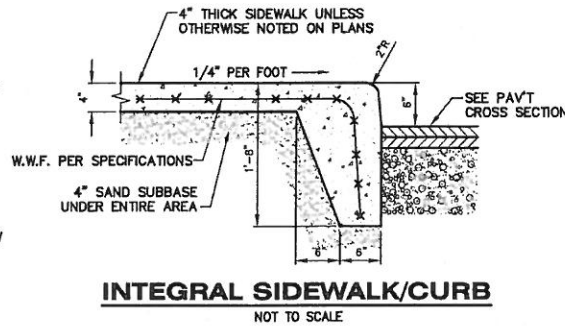 4" THICK SIDEWALK UNLESS
OTHERWISE NOTED ON PLANS
2"R
1/4" PER FOOT
4"
6"
SEE PAV'T
CROSS SECTION
W.W.F. PER SPECIFICATIONS
1'-8"
4" SAND SUBBASE
UNDER ENTIRE AREA
6"
6"
INTEGRAL SIDEWALK/CURB
NOT TO SCALE